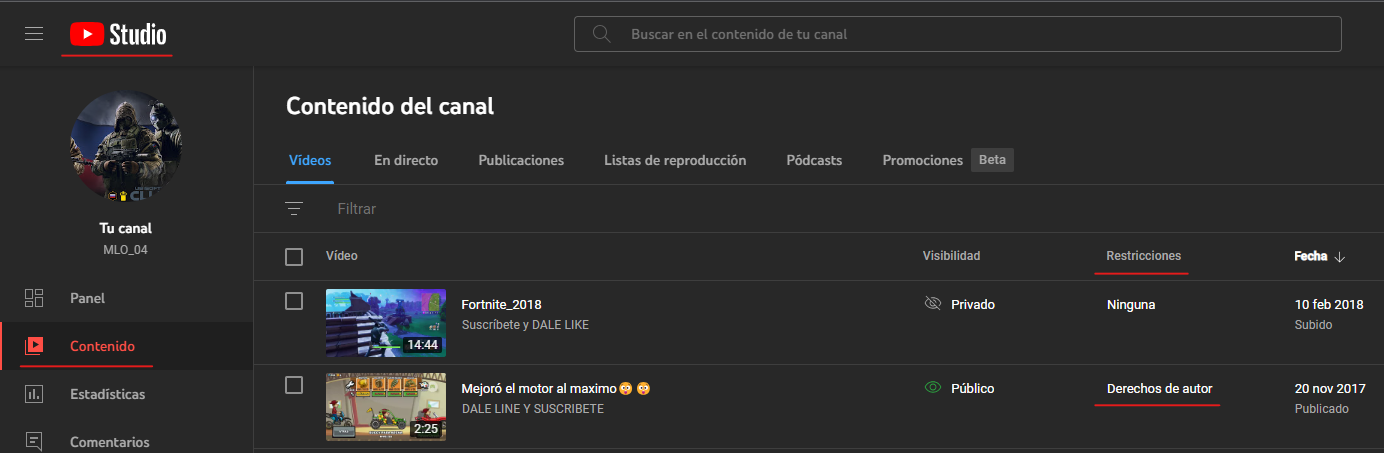 Studio
Buscar en el contenido de tu canal
Contenido del canal
Vídeos En directo Publicaciones Listas de reproducción Pódcasts Promociones Beta
Filtrar
Tu canal
MLO_04
Panel
Contenido
Estadísticas
Comentarios
Vídeo Visibilidad Restricciones Fecha
Fortnite_2018 Privado Ninguna 10 feb 2018
Suscríbete y DALE LIKE Subido
14:44
Mejoró el motor al maximo😳😳 Público Derechos de autor 20 nov 2017
DALE LINE Y SUSCRIBETE Publicado
2:25